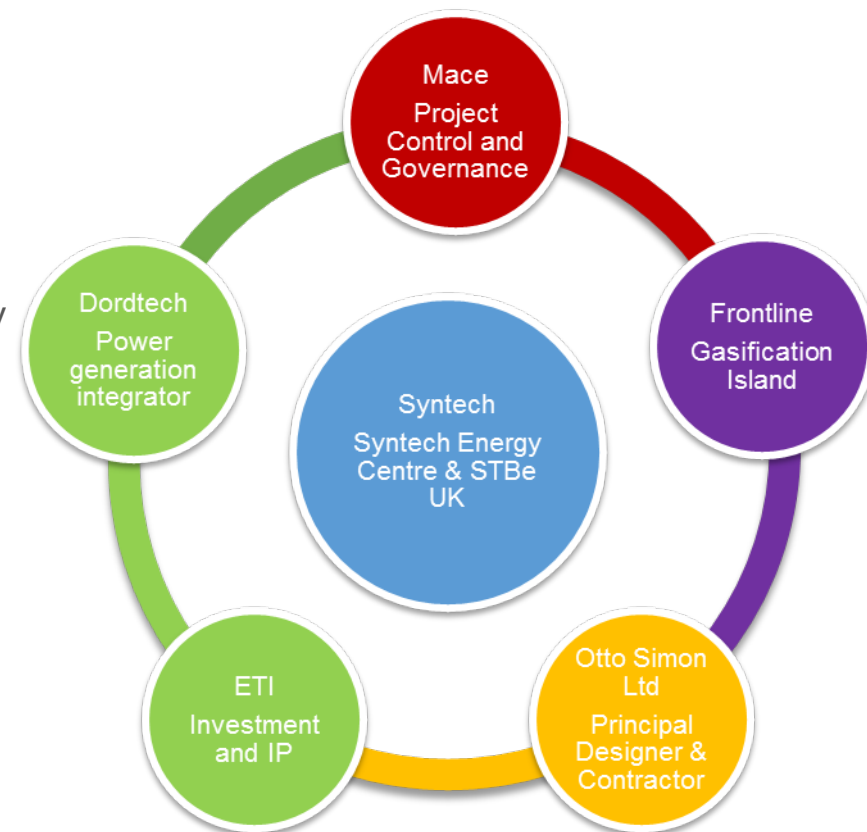 Mace
Project
Control and
Governance
Frontline
Gasification
Island
Otto Simon
Ltd
Principal
Designer &
Contractor
ETI
Investment
and IP
Dordtech
Power
generation
integrator
Syntech
Syntech Energy
Centre & STBe
UK